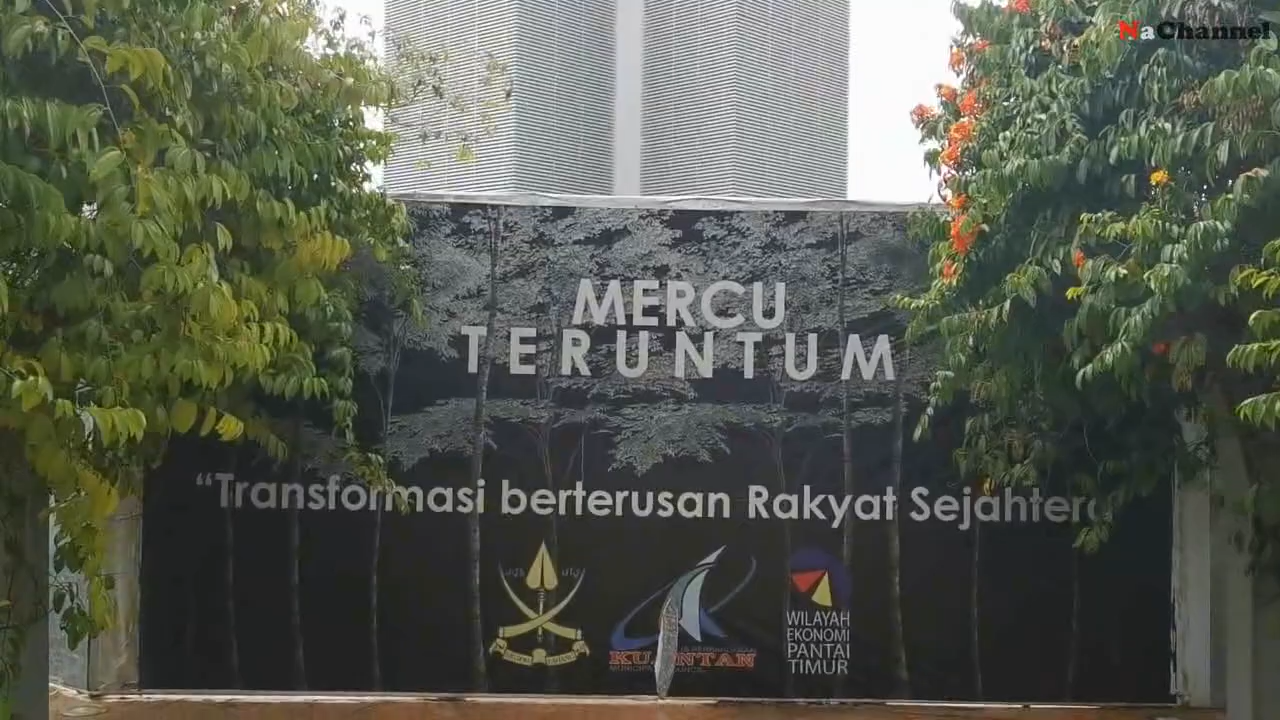 NaChannel
MERCU
TERUNTUM
“Transformasi berterusan Rakyat Sejahtera
KUANTAN
WILAYAH
EKONOMI
PANTAI
TIMUR